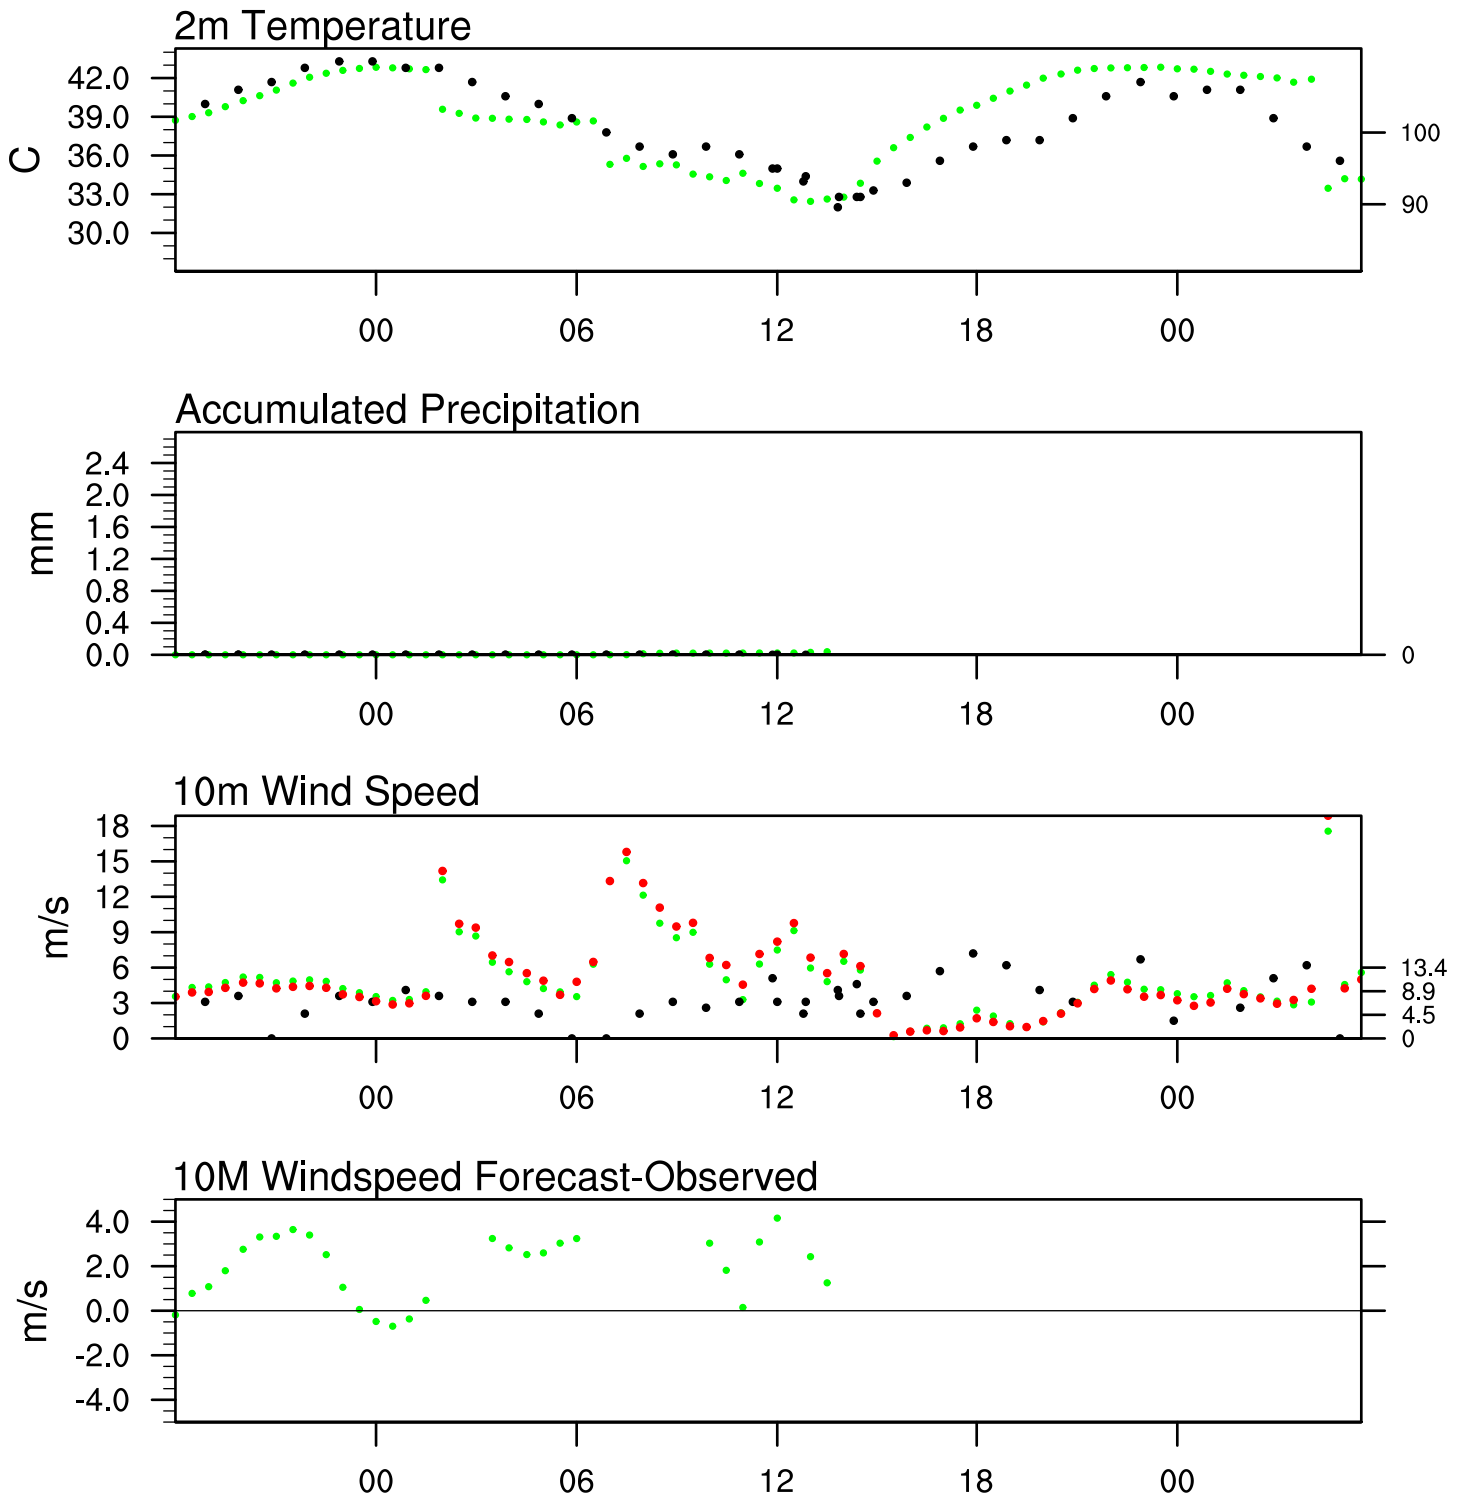 2m Temperature
42.0
39.0
36.0
33.0
30.0
C
100
90
00 06 12 18 00
Accumulated Precipitation
2.4
2.0
1.6
1.2
0.8
0.4
0.0
mm
0
00 06 12 18 00
10m Wind Speed
18
15
12
9
6
3
0
m/s
13.4
8.9
4.5
0
00 06 12 18 00
10M Windspeed Forecast-Observed
4.0
2.0
0.0
-2.0
-4.0
m/s
00 06 12 18 00